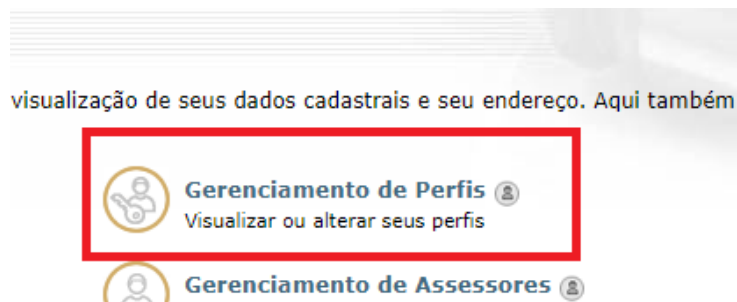 visualização de seus dados cadastrais e seu endereço. Aqui também
Gerenciamento de Perfis
Visualizar ou alterar seus perfis
Gerenciamento de Assessores